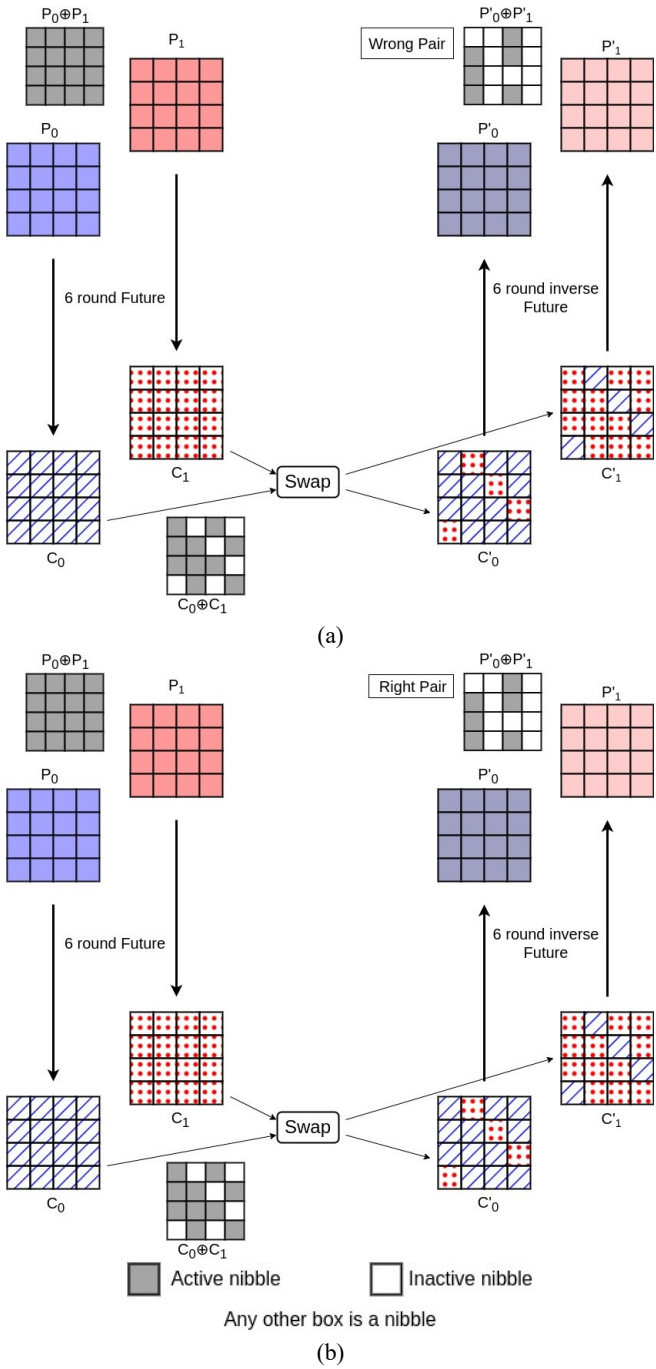 P0⊕P1
P1
P0
6 round Future
C1
C0
C0⊕C1
Swap
Wrong Pair
P'0⊕P'1
P'1
P'0
6 round inverse
Future
C'1
C'0
(a)
P0⊕P1
P1
P0
6 round Future
C1
C0
C0⊕C1
Swap
Right Pair
P'0⊕P'1
P'1
P'0
6 round inverse
Future
C'1
C'0
Active nibble
Inactive nibble
Any other box is a nibble
(b)